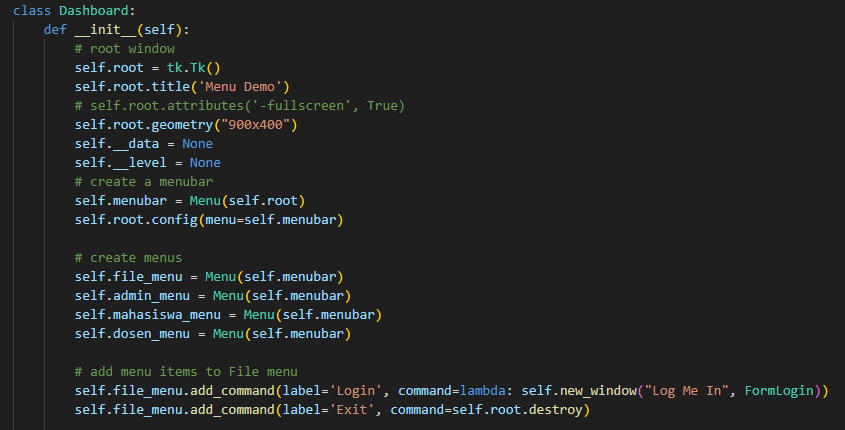 class Dashboard:
    def __init__(self):
        # root window
        self.root = tk.Tk()
        self.root.title('Menu Demo')
        # self.root.attributes('-fullscreen', True)
        self.root.geometry("900x400")
        self.__data = None
        self.__level = None
        # create a menubar
        self.menubar = Menu(self.root)
        self.root.config(menu=self.menubar)

        # create menus
        self.file_menu = Menu(self.menubar)
        self.admin_menu = Menu(self.menubar)
        self.mahasiswa_menu = Menu(self.menubar)
        self.dosen_menu = Menu(self.menubar)

        # add menu items to File menu
        self.file_menu.add_command(label='Login', command=lambda: self.new_window("Log Me In", FormLogin))
        self.file_menu.add_command(label='Exit', command=self.root.destroy)